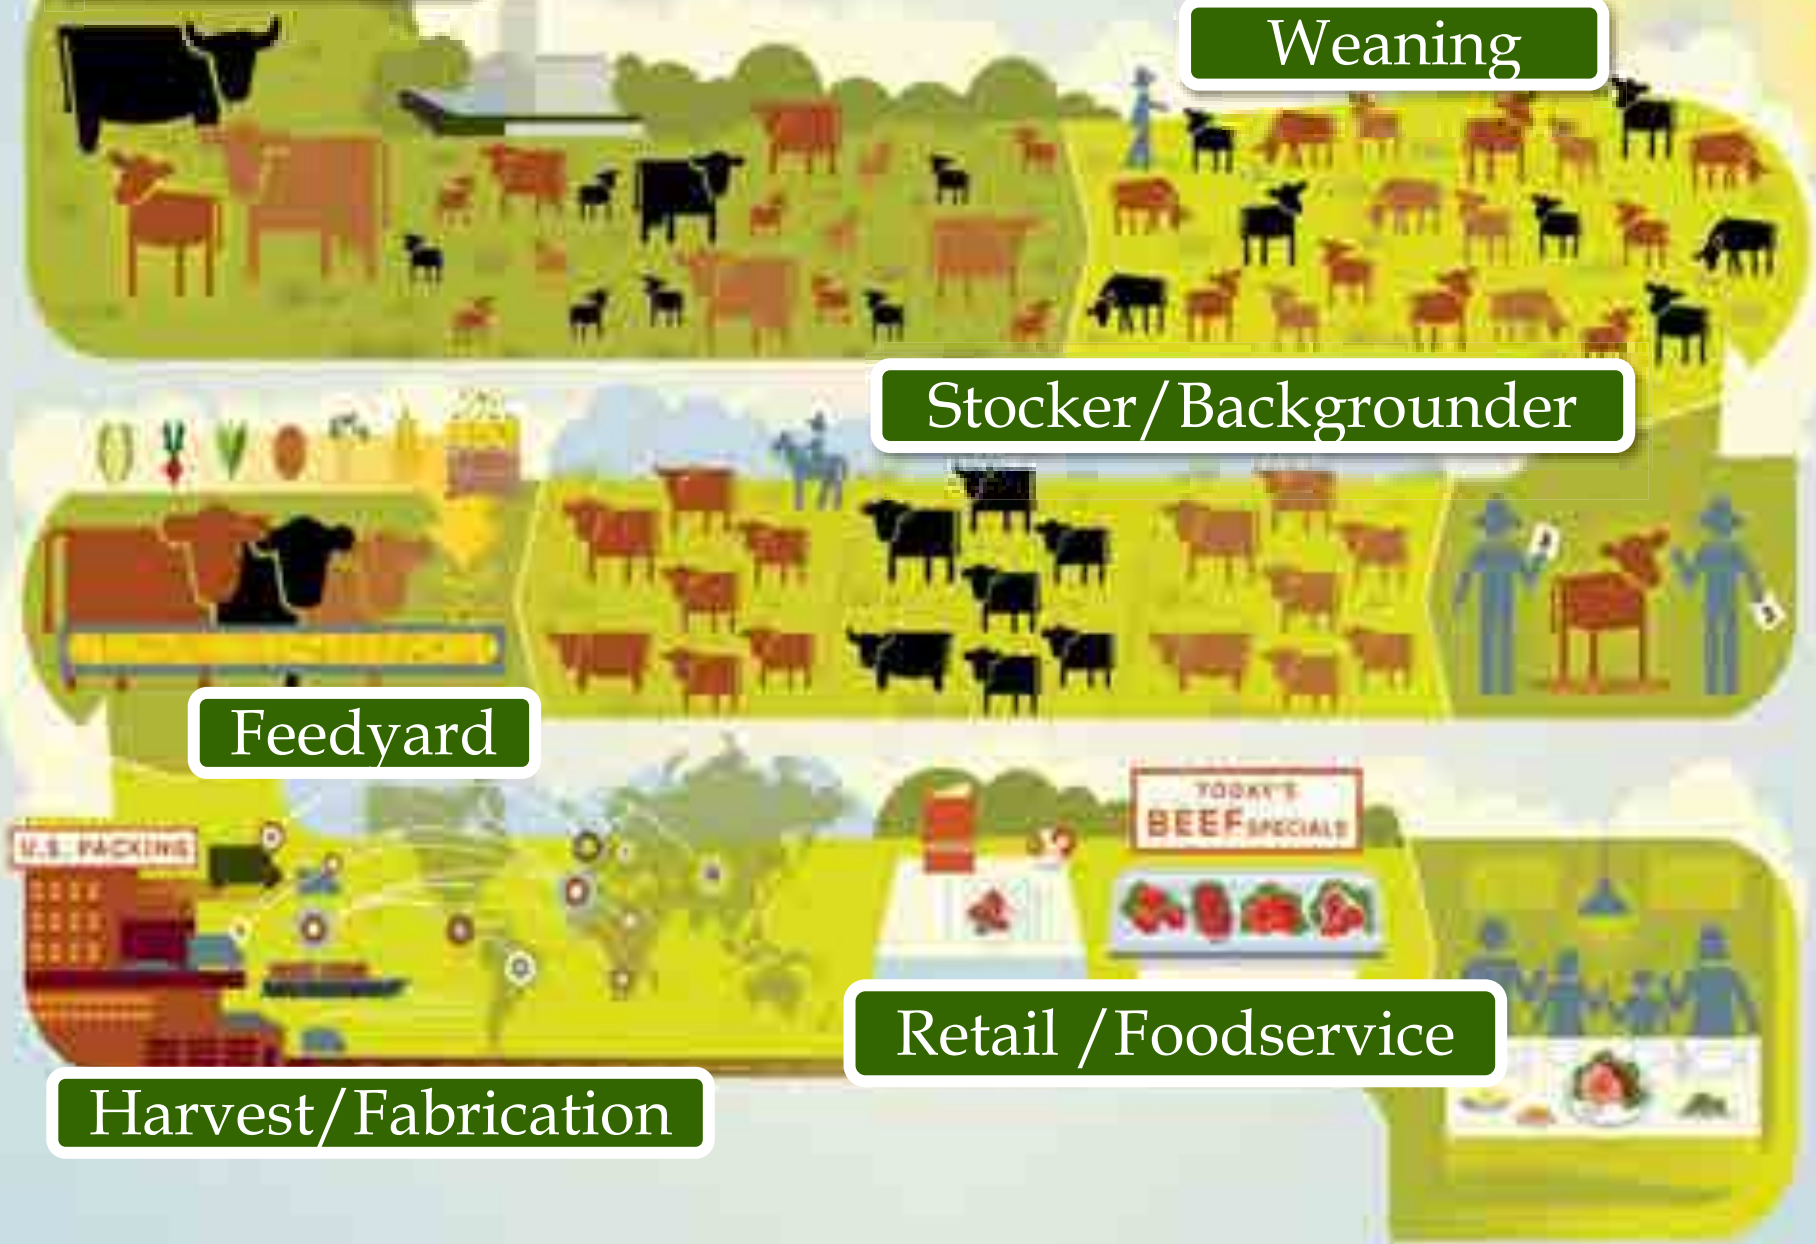 Weaning
Stocker/Backgrounder
Feedyard
TODAY'S
BEEF SPECIALS
U.S. PACKING
Retail /Foodservice
Harvest/Fabrication